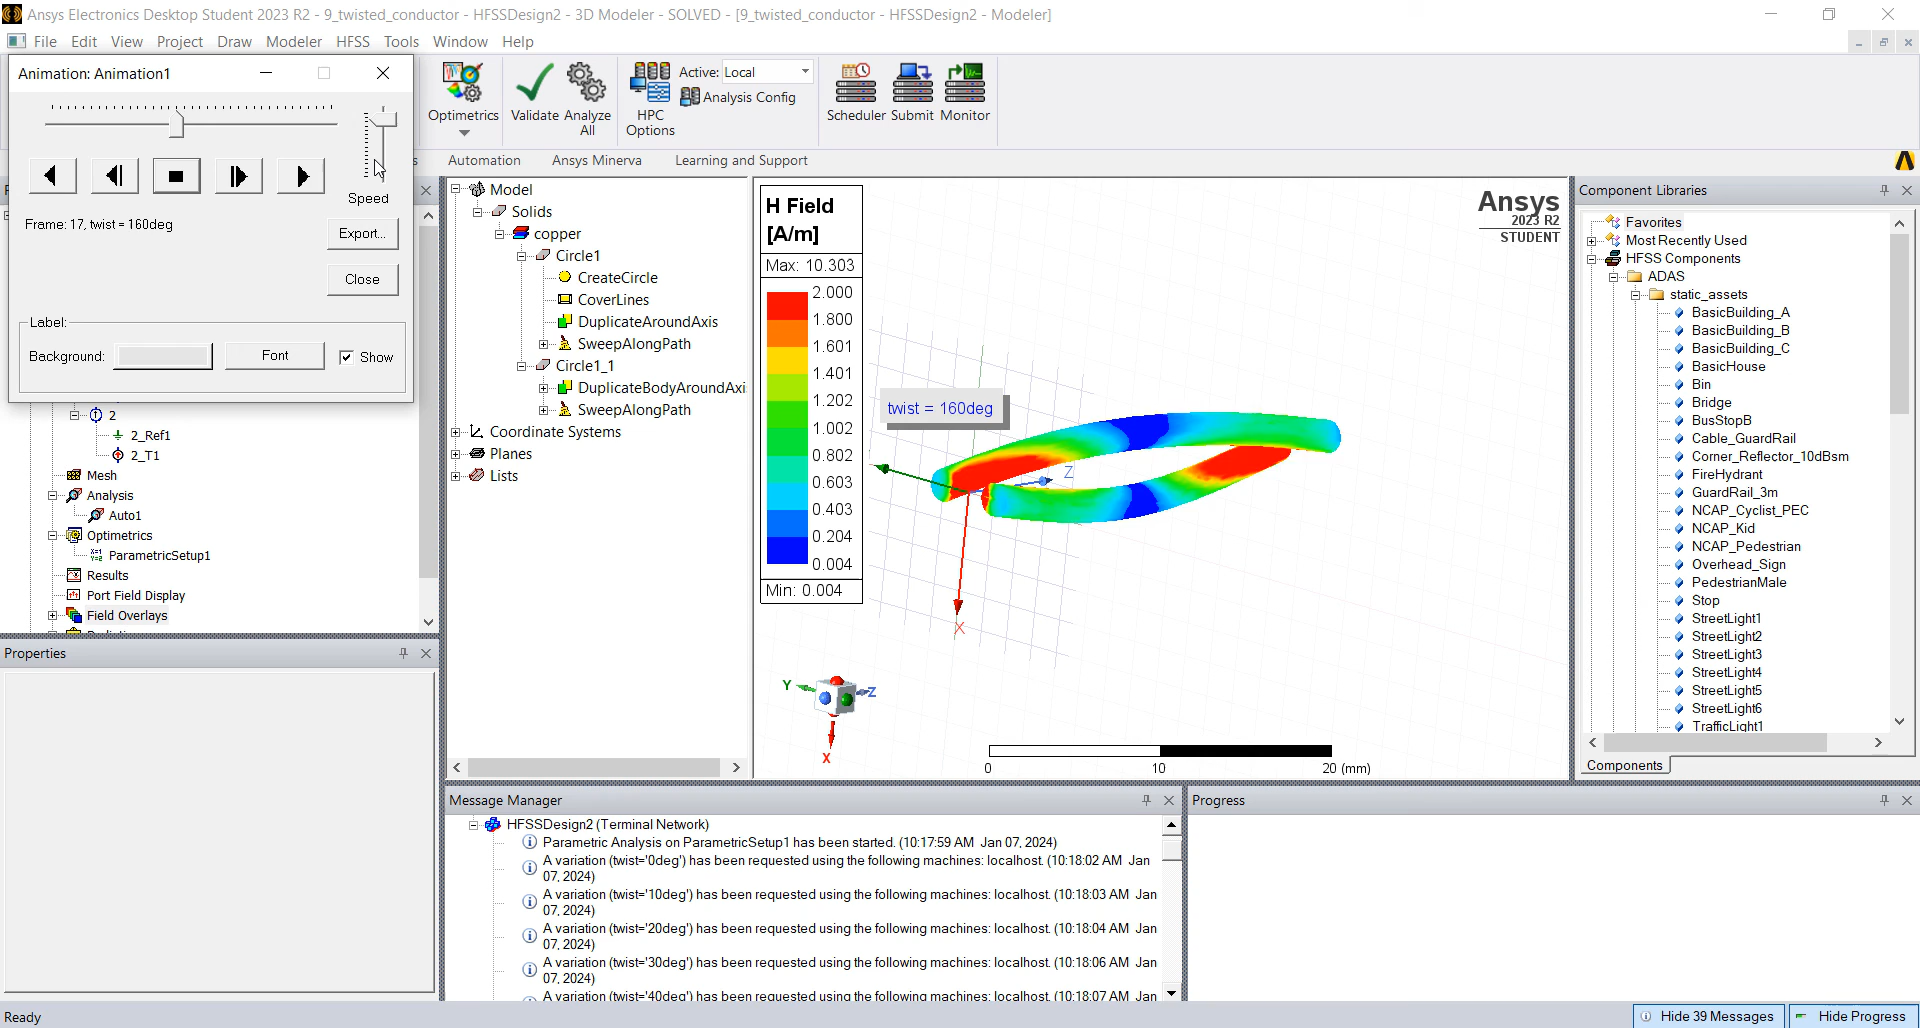 Ansys Electronics Desktop Student 2023 R2 - 9_twisted_conductor - HFSSDesign2 - 3D Modeler - SOLVED - [9_twisted_conductor - HFSSDesign2 - Modeler]
File Edit View Project Draw Modeler HFSS Tools Window Help
Animation: Animation1
Speed
Frame: 17, twist = 160deg
Export...
Close
Label:
Background:
Font
Show
Optimetrics
Validate
Analyze
All
HPC
Options
Active: Local
Analysis Config
Scheduler
Submit
Monitor
Automation
Ansys Minerva
Learning and Support
2
2_Ref1
2_T1
Mesh
Analysis
Auto1
Optimetrics
ParametricSetup1
Results
Port Field Display
Field Overlays
Properties
Model
Solids
copper
Circle1
CreateCircle
CoverLines
DuplicateAroundAxis
SweepAlongPath
Circle1_1
DuplicateBodyAroundAxi
SweepAlongPath
Coordinate Systems
Planes
Lists
H Field
[A/m]
Max: 10.303
2.000
1.800
1.601
1.401
1.202
1.002
0.802
0.603
0.403
0.204
0.004
Min: 0.004
twist = 160deg
Z
X
Y
Z
X
0
10
20 (mm)
Ansys
2023 R2
STUDENT
Component Libraries
Favorites
Most Recently Used
HFSS Components
ADAS
static_assets
BasicBuilding_A
BasicBuilding_B
BasicBuilding_C
BasicHouse
Bin
Bridge
BusStopB
Cable_GuardRail
Corner_Reflector_10dBsm
FireHydrant
GuardRail_3m
NCAP_Cyclist_PEC
NCAP_Kid
NCAP_Pedestrian
Overhead_Sign
PedestrianMale
Stop
StreetLight1
StreetLight2
StreetLight3
StreetLight4
StreetLight5
StreetLight6
TrafficLight1
Components
Message Manager
HFSSDesign2 (Terminal Network)
Parametric Analysis on ParametricSetup1 has been started. (10:17:59 AM Jan 07, 2024)
A variation (twist='0deg') has been requested using the following machines: localhost. (10:18:02 AM Jan
07, 2024)
A variation (twist='10deg') has been requested using the following machines: localhost. (10:18:03 AM Jan
07, 2024)
A variation (twist='20deg') has been requested using the following machines: localhost. (10:18:04 AM Jan
07, 2024)
A variation (twist='30deg') has been requested using the following machines: localhost. (10:18:06 AM Jan
07, 2024)
A variation (twist='40deg') has been requested using the following machines: localhost. (10:18:07 AM Jan
Progress
Ready
Hide 39 Messages
Hide Progress